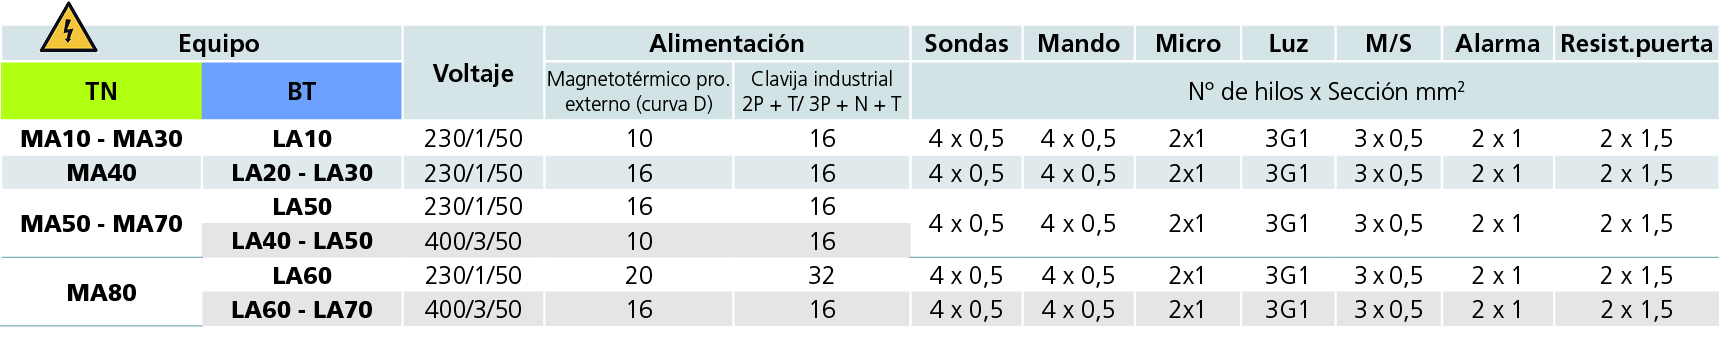 Equipo Voltaje Alimentación Sondas Mando Micro Luz M/S Alarma Resist.puerta
TN BT Magnetotérmico pro. externo (curva D) Clavija industrial 2P + T/ 3P + N + T Nº de hilos x Sección mm²
MA10 - MA30 LA10 230/1/50 10 16 4 x 0,5 4 x 0,5 2x1 3G1 3 x 0,5 2 x 1 2 x 1,5
MA40 LA20 - LA30 230/1/50 16 16 4 x 0,5 4 x 0,5 2x1 3G1 3 x 0,5 2 x 1 2 x 1,5
MA50 - MA70 LA50 230/1/50 16 16 4 x 0,5 4 x 0,5 2x1 3G1 3 x 0,5 2 x 1 2 x 1,5
LA40 - LA50 400/3/50 10 16
MA80 LA60 230/1/50 20 32 4 x 0,5 4 x 0,5 2x1 3G1 3 x 0,5 2 x 1 2 x 1,5
LA60 - LA70 400/3/50 16 16 4 x 0,5 4 x 0,5 2x1 3G1 3 x 0,5 2 x 1 2 x 1,5